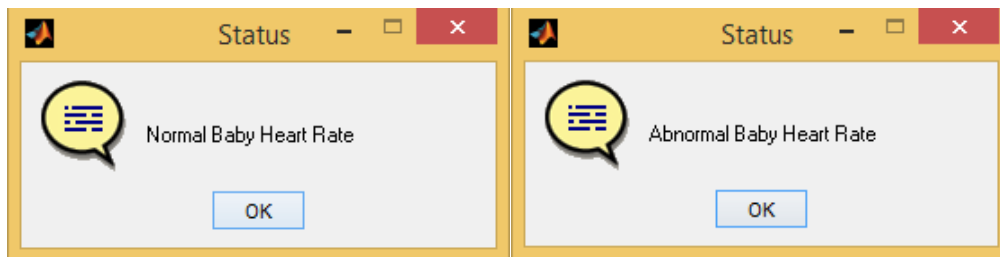 Status
Normal Baby Heart Rate
OK
Status
Abnormal Baby Heart Rate
OK